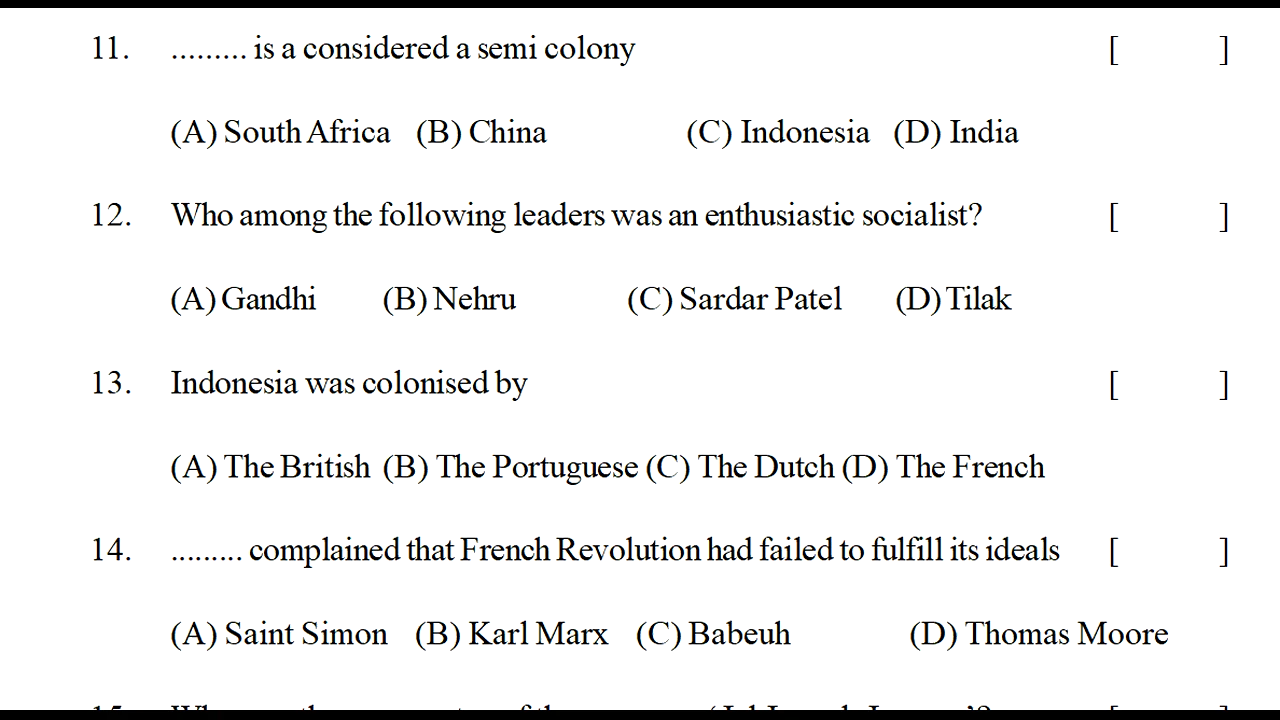 11. ......... is a considered a semi colony [ ]
(A) South Africa (B) China (C) Indonesia (D) India
12. Who among the following leaders was an enthusiastic socialist? [ ]
(A) Gandhi (B) Nehru (C) Sardar Patel (D) Tilak
13. Indonesia was colonised by [ ]
(A) The British (B) The Portuguese (C) The Dutch (D) The French
14. ......... complained that French Revolution had failed to fulfill its ideals [ ]
(A) Saint Simon (B) Karl Marx (C) Babeuh (D) Thomas Moore